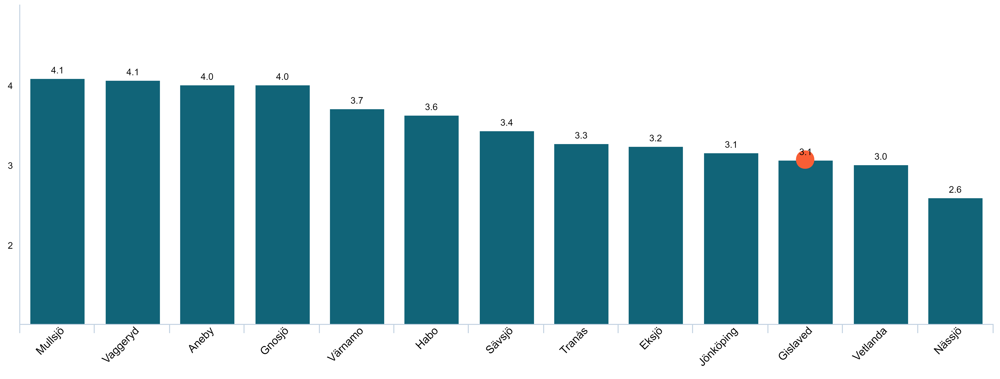 4.1
4.1
4.0
4.0
3.7
3.6
3.4
3.3
3.2
3.1
3.1
3.0
2.6
4
3
2
Mullsjö
Vaggeryd
Aneby
Gnosjö
Värnamo
Habo
Sävsjö
Tranås
Eksjö
Jönköping
Gislaved
Vetlanda
Nässjö